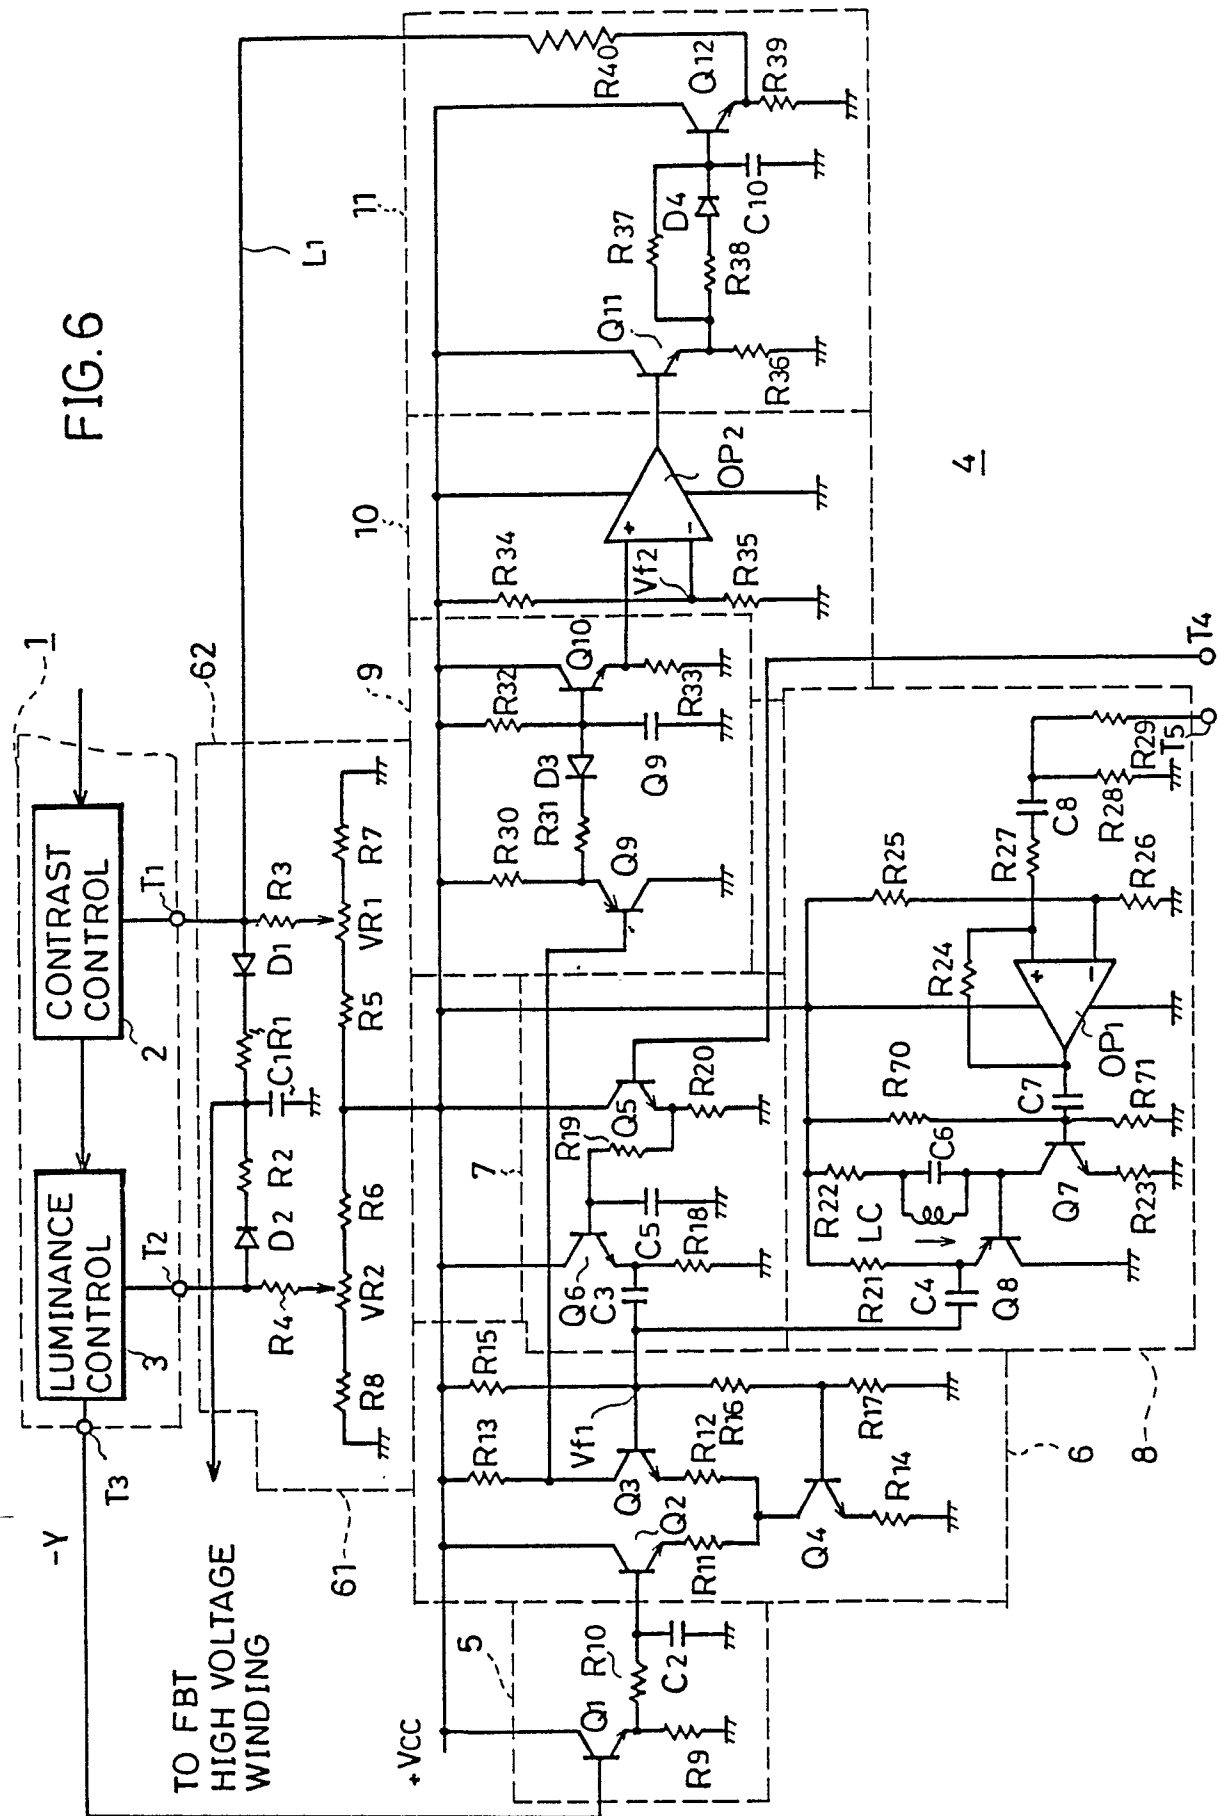 FIG.6
1
CONTRAST
CONTROL
2
LUMINANCE
CONTROL
3
T1
T2
T3
-Y
TO FBT
HIGH VOLTAGE
WINDING
62
61
L1
D1
R1
C1
R2
D2
R3
R4
VR1
VR2
R5
R6
R7
R8
+VCC
5
Q1
R9
R10
C2
6
Q2
R11
R12
Q3
R13
Vf1
R15
R16
R17
Q4
R14
7
Q6
C3
R18
C5
R19
Q5
R20
8
R21
C4
Q8
R22
LC
C6
Q7
R23
R70
R71
C7
OP1
R24
R25
R26
R27
C8
R28
R29
T5
T4
9
R30
Q9
R31
D3
R32
Q9
Q10
R33
10
R34
Vf2
R35
OP2
+
-
+
-
11
Q11
R36
R37
R38
D4
C10
Q12
R39
R40
4